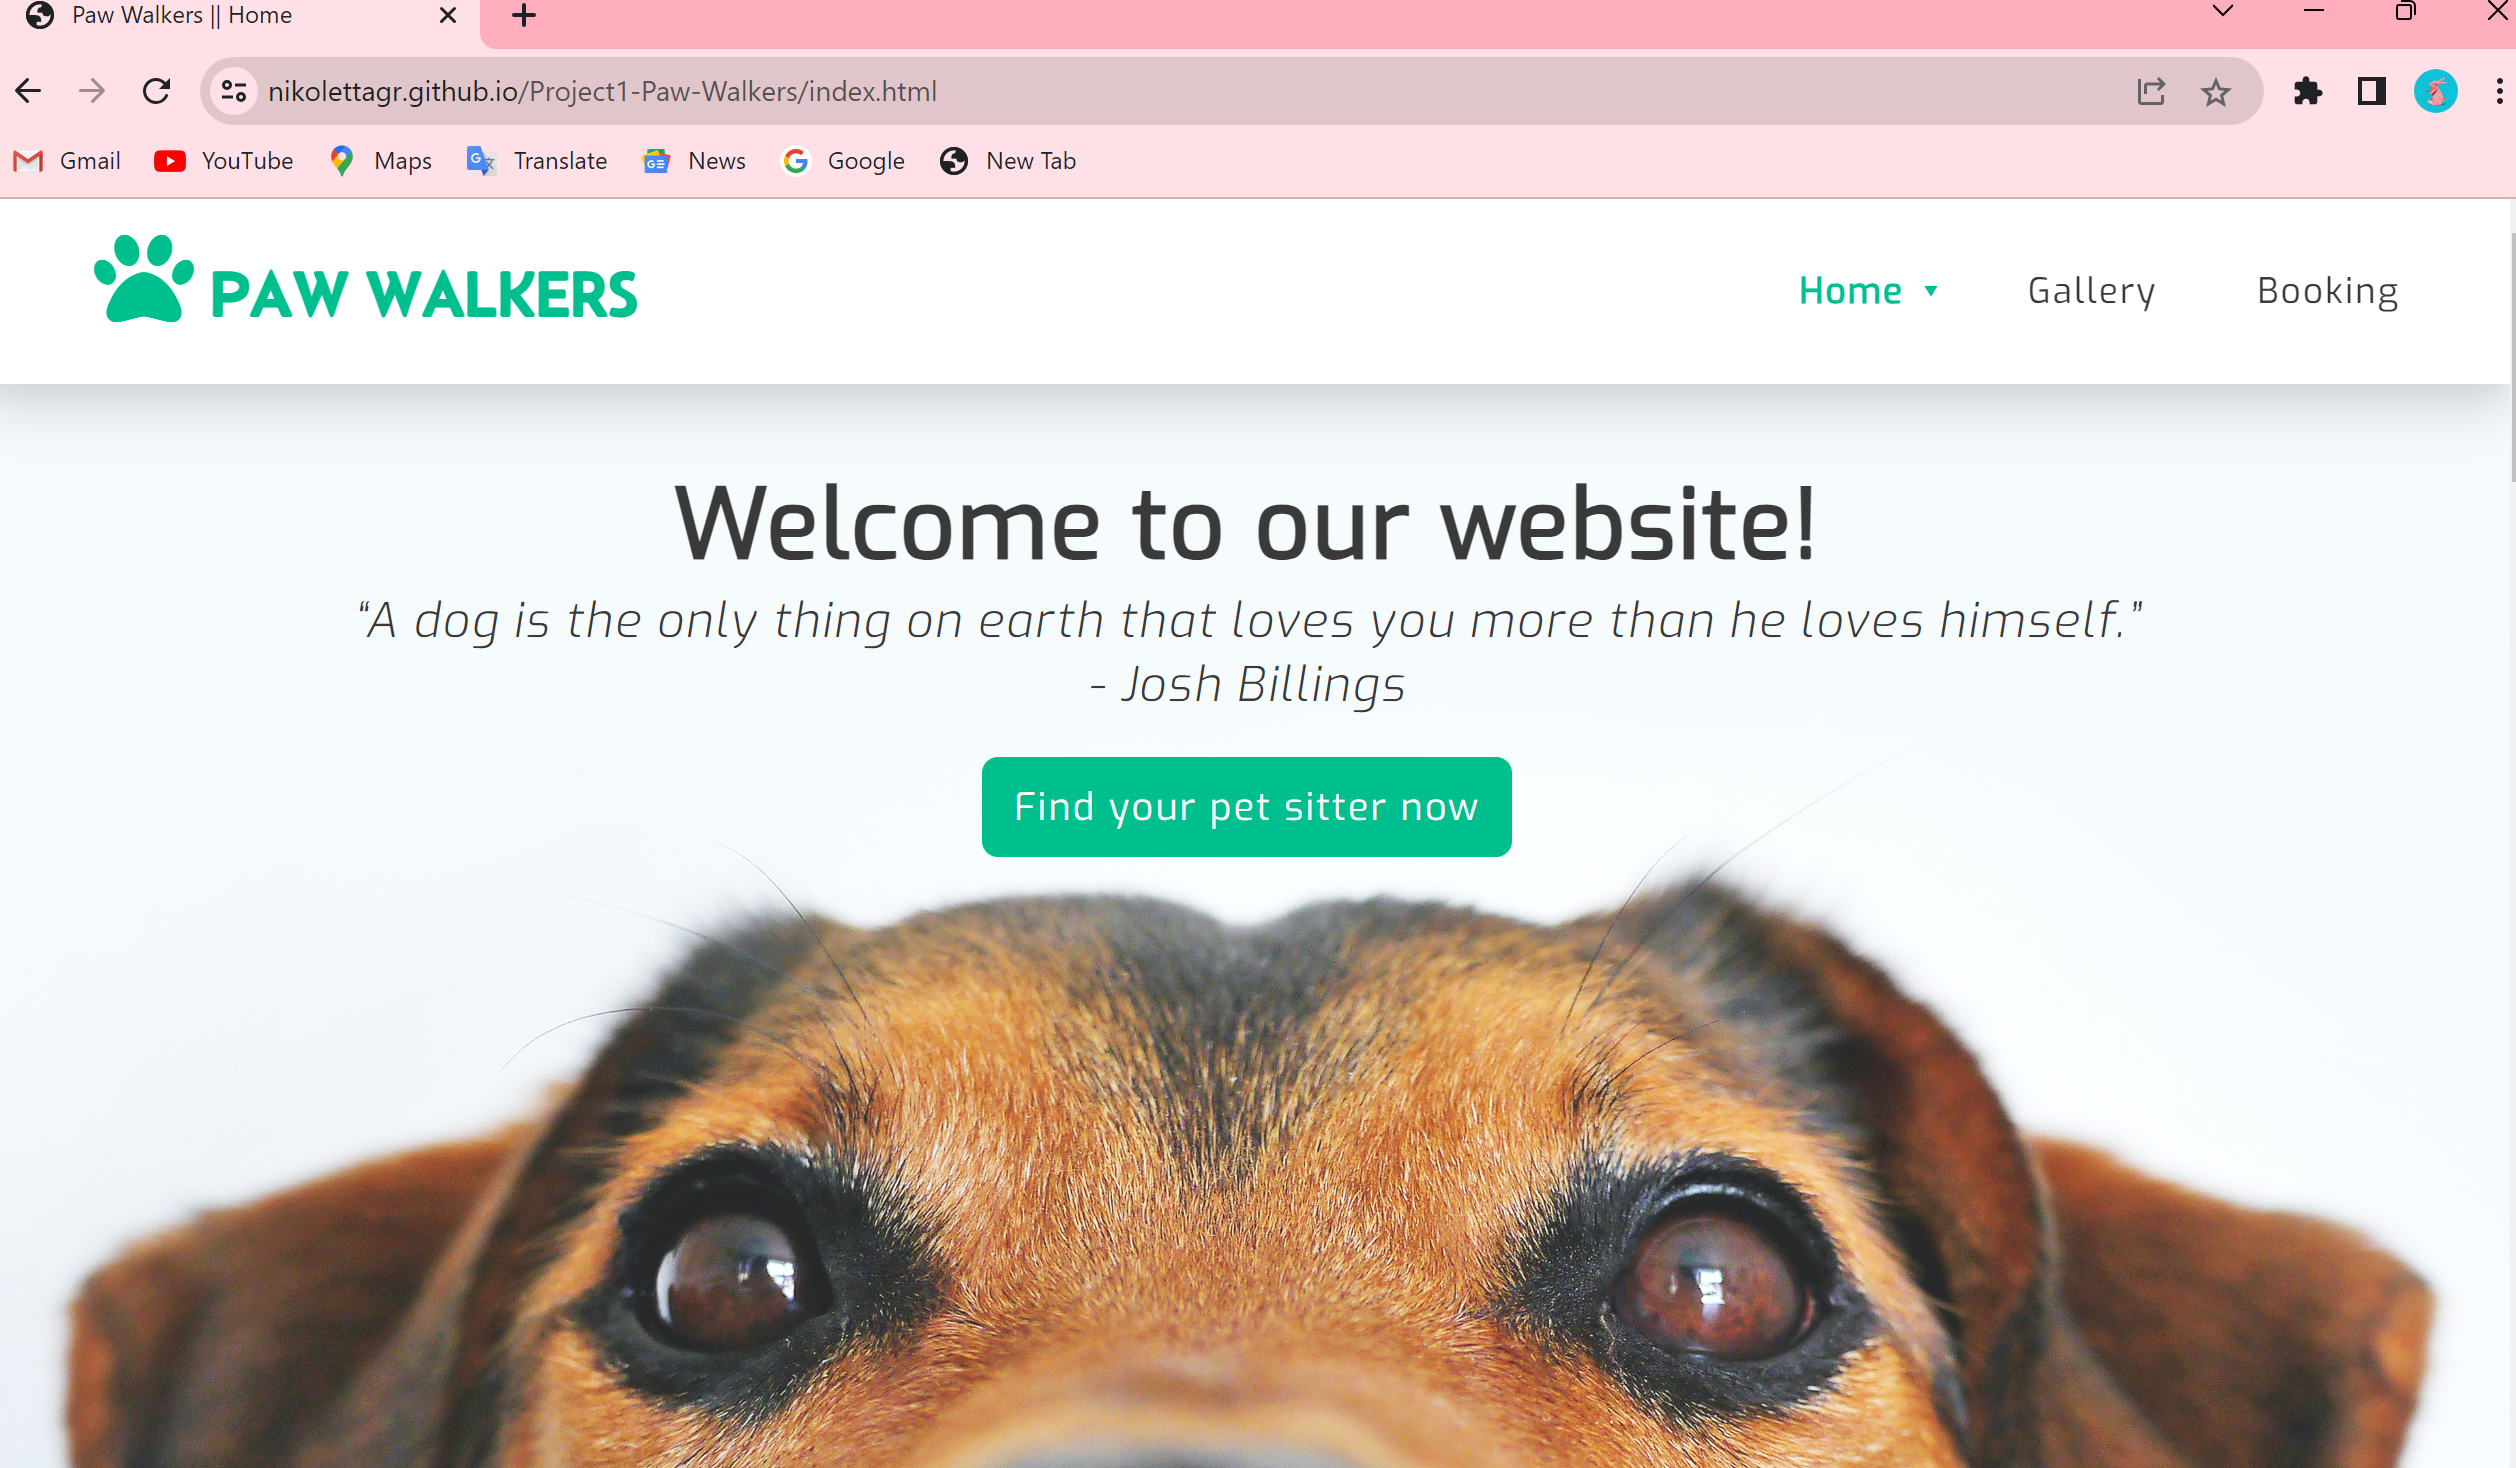 Paw Walkers || Home
nikolettagr.github.io/Project1-Paw-Walkers/index.html
Gmail YouTube Maps Translate News Google New Tab
PAW WALKERS
Home Gallery Booking
Welcome to our website!
“A dog is the only thing on earth that loves you more than he loves himself.”
- Josh Billings
Find your pet sitter now